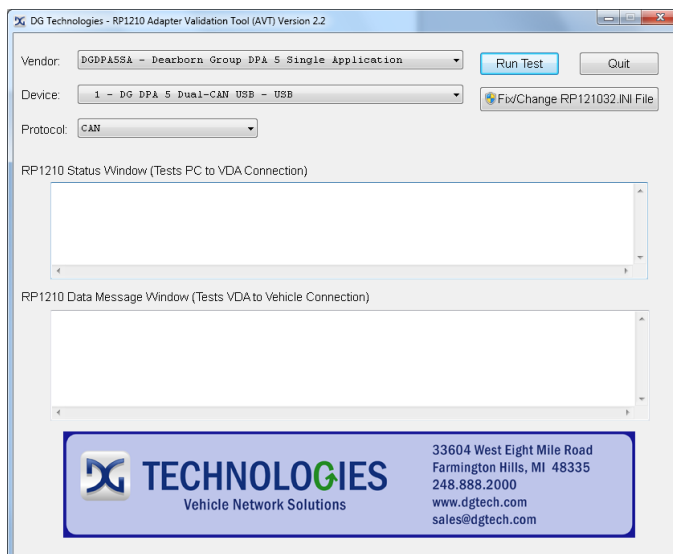 DG Technologies - RP1210 Adapter Validation Tool (AVT) Version 2.2
Vendor: DGDPA5SA - Dearborn Group DPA 5 Single Application Run Test Quit
Device: 1 - DG DPA 5 Dual-CAN USB - USB Fix/Change RP121032.INI File
Protocol: CAN
RP1210 Status Window (Tests PC to VDA Connection)
RP1210 Data Message Window (Tests VDA to Vehicle Connection)
DG TECHNOLOGIES
Vehicle Network Solutions
33604 West Eight Mile Road
Farmington Hills, MI 48335
248.888.2000
www.dgtech.com
sales@dgtech.com